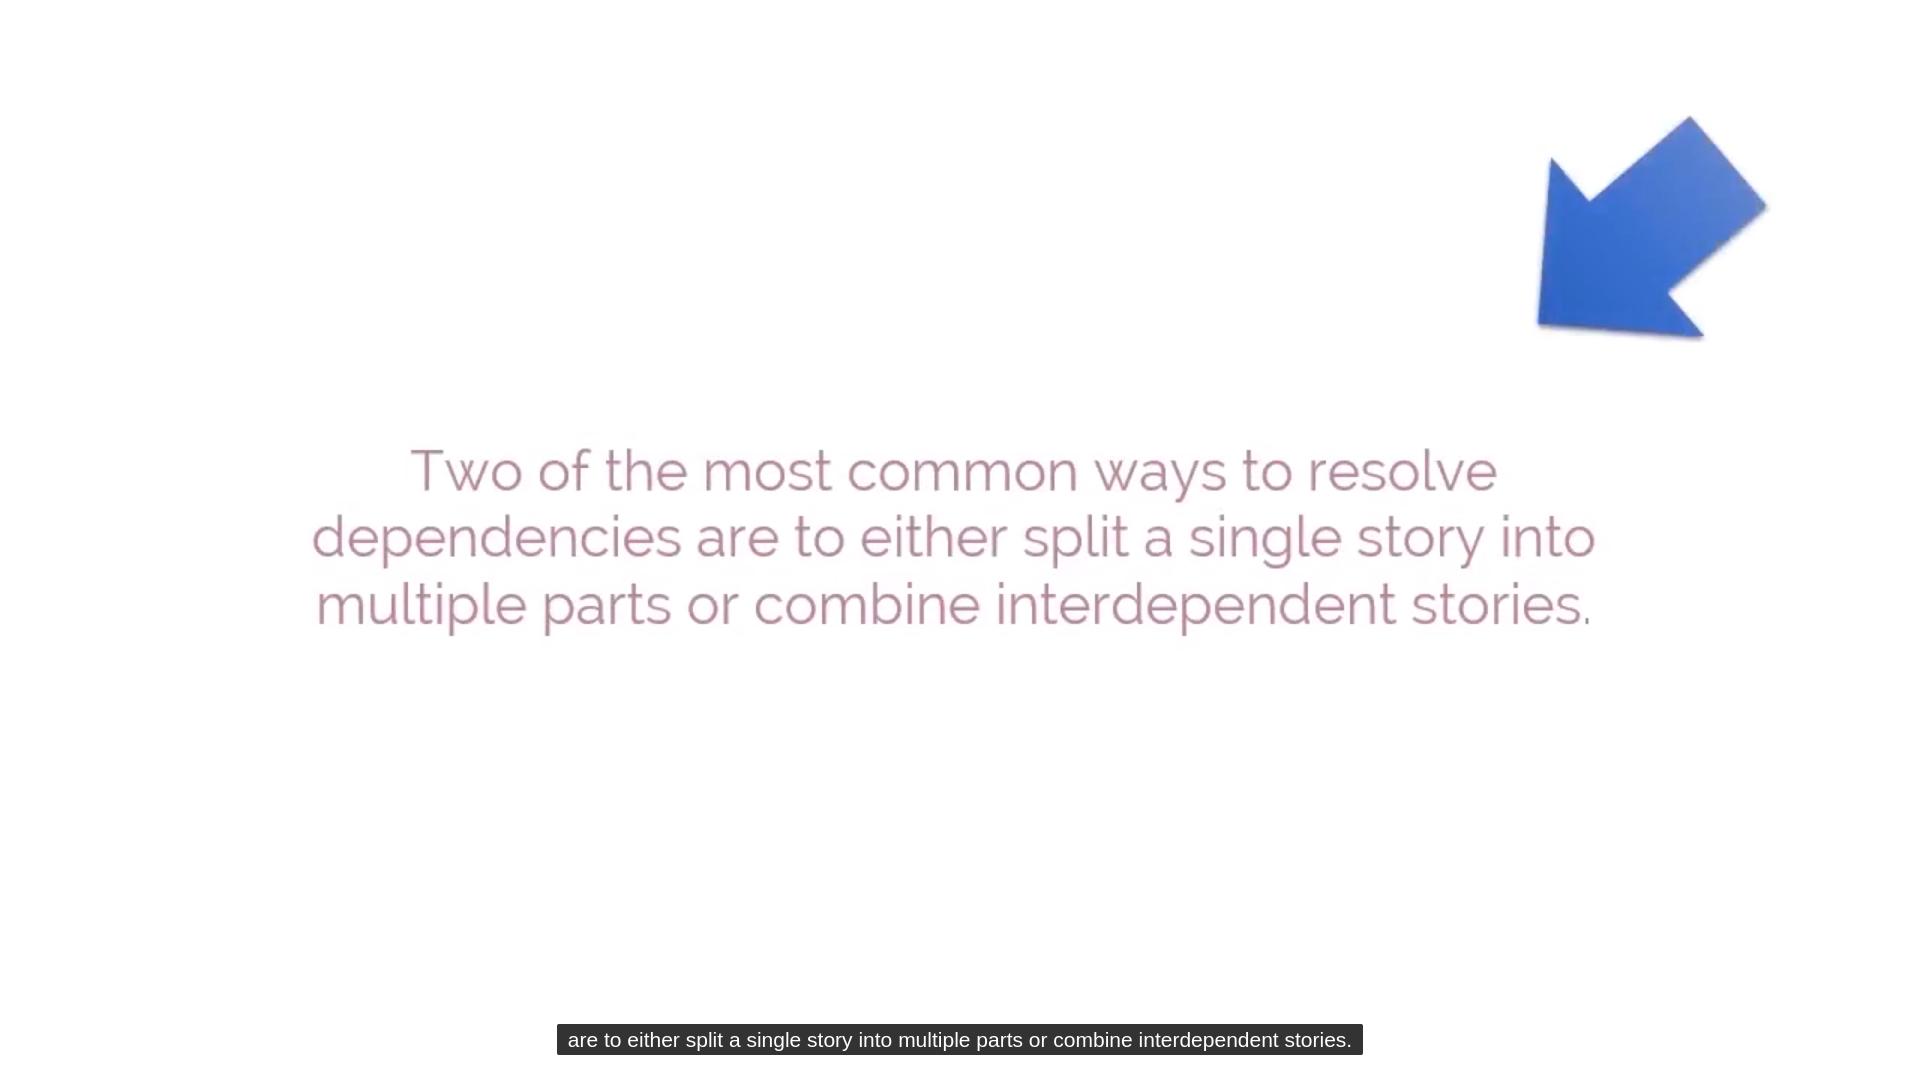 Two of the most common ways to resolve
dependencies are to either split a single story into
multiple parts or combine interdependent stories.
are to either split a single story into multiple parts or combine interdependent stories.